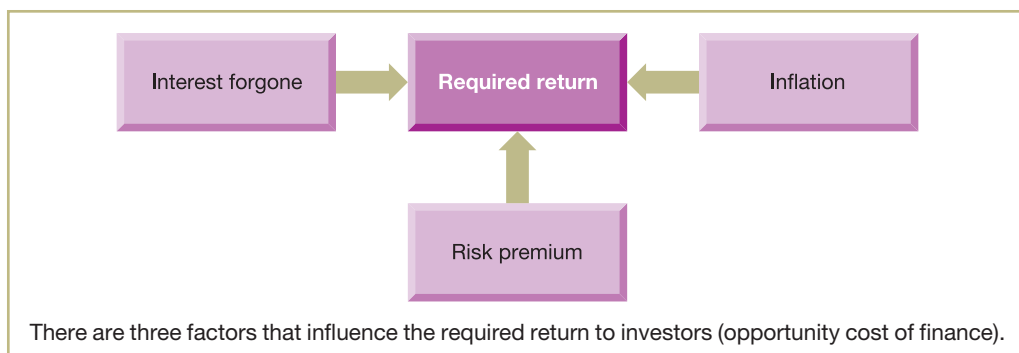 Interest forgone
Required return
Inflation
Risk premium
There are three factors that influence the required return to investors (opportunity cost of finance).